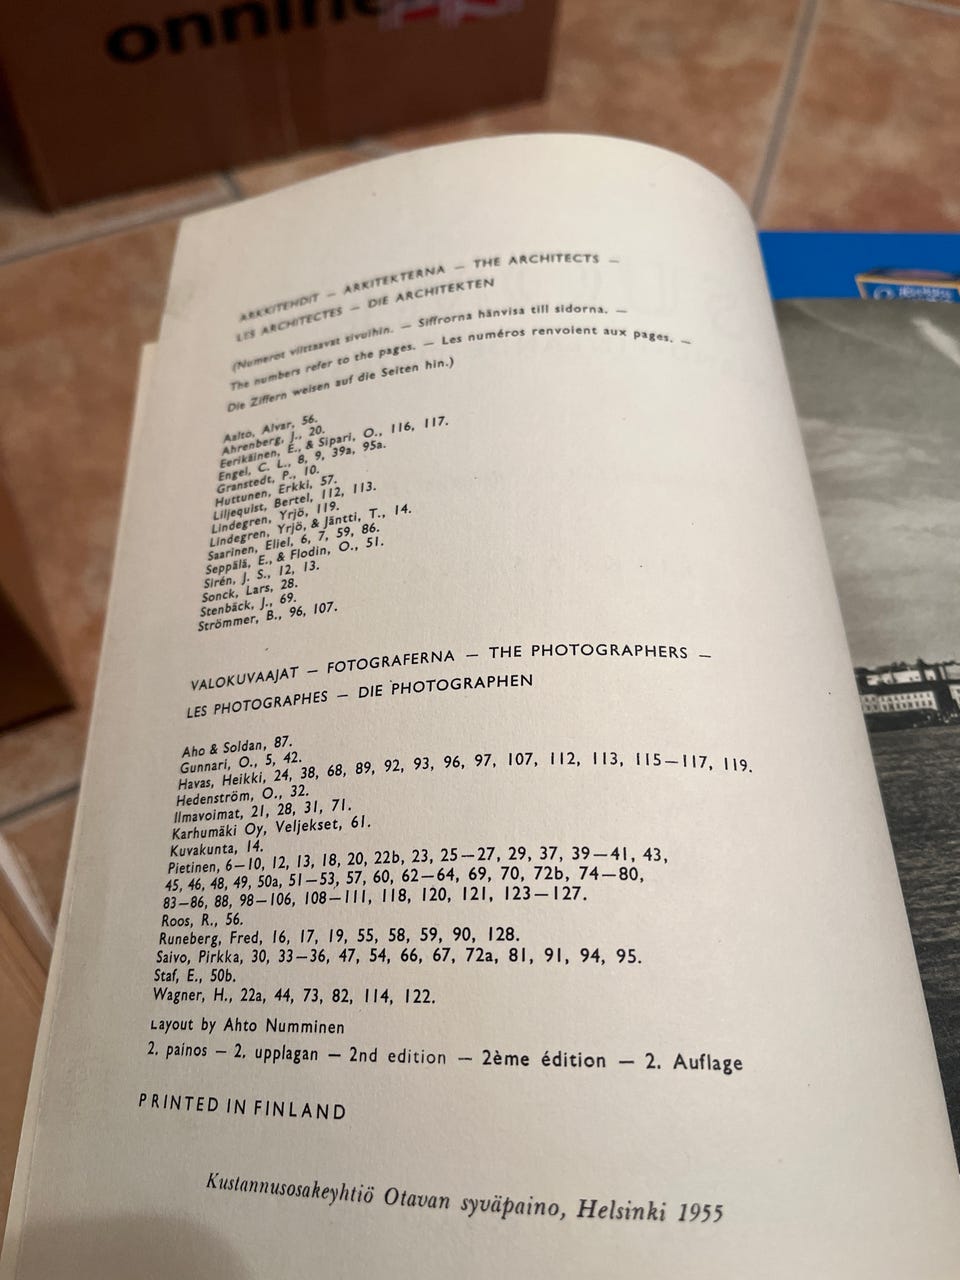 ARKKITEHDIT — ARKITEKTERNA — THE ARCHITECTS —
LES ARCHITECTES — DIE ARCHITEKTEN
(Numerot viittaavat sivuihin. — Siffrorna hänvisa till sidorna. —
The numbers refer to the pages. — Les numéros renvoient aux pages. —
Die Ziffern weisen auf die Seiten hin.)
Aalto, Alvar, 56.
Ahrenberg, J., 20.
Eerikäinen, E., & Sipari, O., 116, 117.
Engel, C. L., 8, 9, 39a, 95a.
Granstedt, P., 10.
Huttunen, Erkki, 57.
Liljequist, Bertel, 112, 113.
Lindegren, Yrjö, 119.
Lindegren, Yrjö, & Jäntti, T., 14.
Saarinen, Eliel, 6, 7, 59, 86.
Seppälä, E., & Flodin, O., 51.
Sirén, J. S., 12, 13.
Sonck, Lars, 28.
Stenbäck, J., 69.
Strömmer, B., 96, 107.
VALOKUVAAJAT — FOTOGRAFERNA — THE PHOTOGRAPHERS —
LES PHOTOGRAPHES — DIE PHOTOGRAPHEN
Aho & Soldan, 87.
Gunnari, O., 5, 42.
Havas, Heikki, 24, 38, 68, 89, 92, 93, 96, 97, 107, 112, 113, 115—117, 119.
Hedenström, O., 32.
Ilmavoimat, 21, 28, 31, 71.
Karhumäki Oy, Veljekset, 61.
Kuvakunta, 14.
Pietinen, 6—10, 12, 13, 18, 20, 22b, 23, 25—27, 29, 37, 39—41, 43,
45, 46, 48, 49, 50a, 51—53, 57, 60, 62—64, 69, 70, 72b, 74—80,
83—86, 88, 98—106, 108—111, 118, 120, 121, 123—127.
Roos, R., 56.
Runeberg, Fred, 16, 17, 19, 55, 58, 59, 90, 128.
Saivo, Pirkka, 30, 33—36, 47, 54, 66, 67, 72a, 81, 91, 94, 95.
Staf, E., 50b.
Wagner, H., 22a, 44, 73, 82, 114, 122.
Layout by Ahto Numminen
2. painos — 2. upplagan — 2nd edition — 2ème édition — 2. Auflage
PRINTED IN FINLAND
Kustannusosakeyhtiö Otavan syväpaino, Helsinki 1955